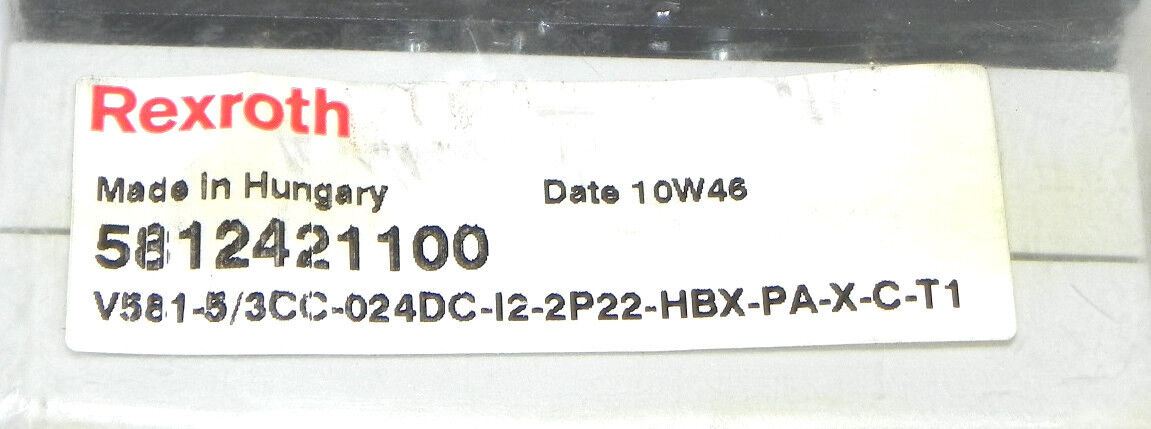 Rexroth
Made in Hungary Date 10W46
5812421100
V581-5/3CC-024DC-I2-2P22-HBX-PA-X-C-T1